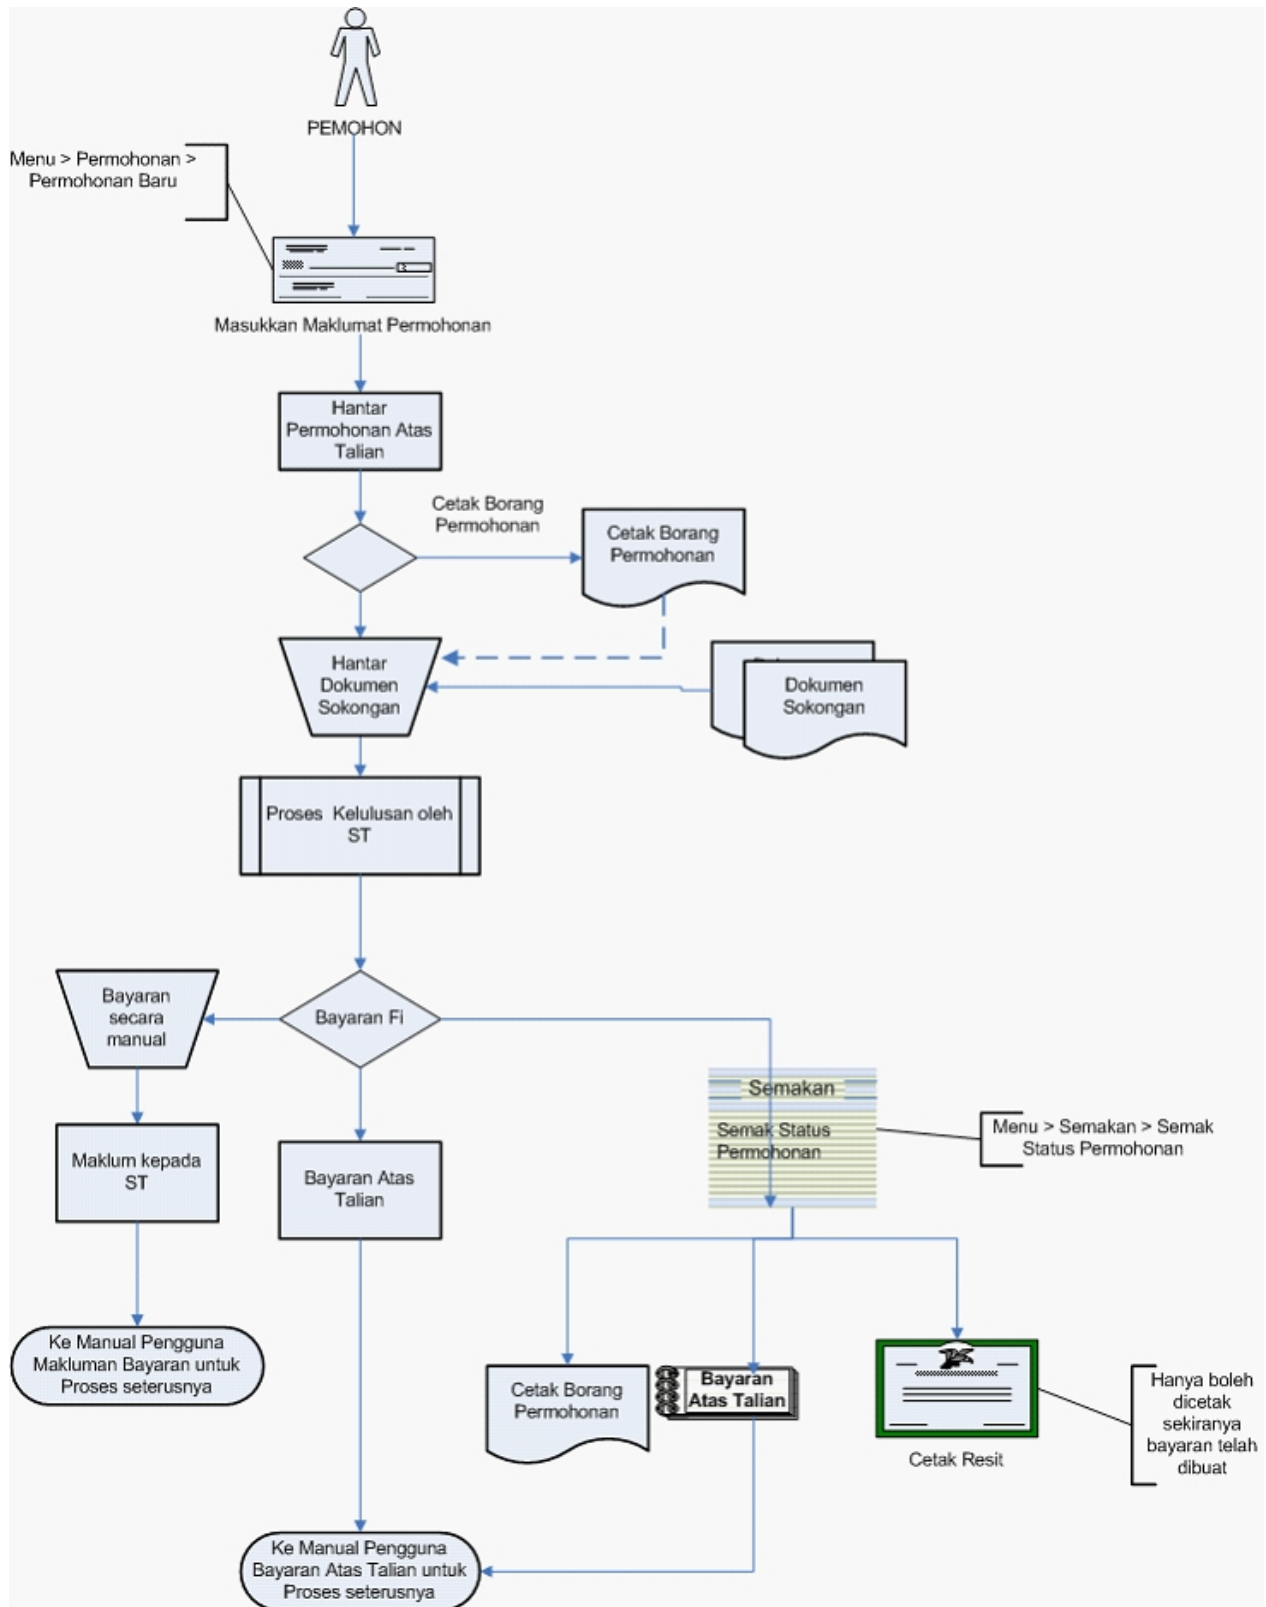 PEMOHON
Menu > Permohonan >
Permohonan Baru
Masukkan Maklumat Permohonan
Hantar
Permohonan Atas
Talian
Cetak Borang
Permohonan
Cetak Borang
Permohonan
Hantar
Dokumen
Sokongan
Dokumen
Sokongan
Proses Kelulusan oleh
ST
Bayaran
secara
manual
Bayaran Fi
Semakan
Semak Status
Permohonan
Menu > Semakan > Semak
Status Permohonan
Maklum kepada
ST
Bayaran Atas
Talian
Ke Manual Pengguna
Makluman Bayaran untuk
Proses seterusnya
Cetak Borang
Permohonan
Bayaran
Atas Talian
Cetak Resit
Hanya boleh
dicetak
sekiranya
bayaran telah
dibuat
Ke Manual Pengguna
Bayaran Atas Talian untuk
Proses seterusnya